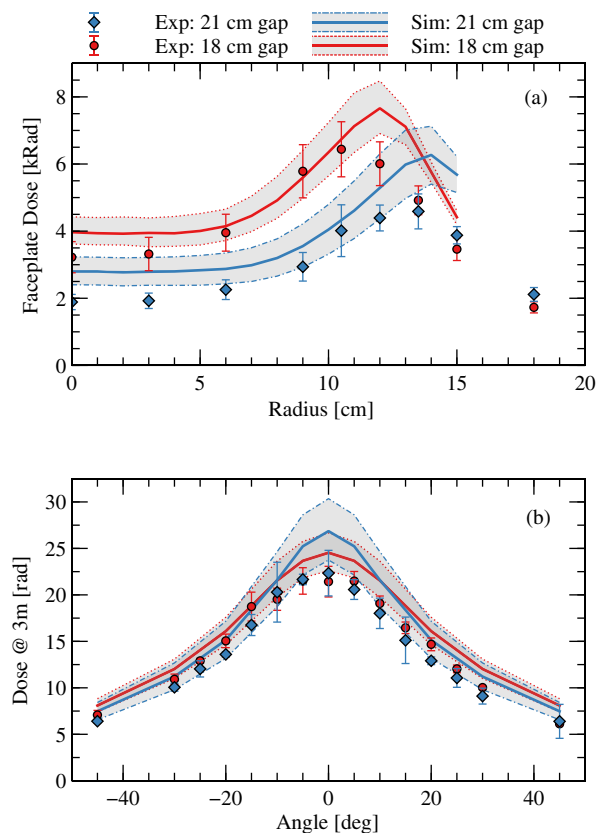 Exp: 21 cm gap Sim: 21 cm gap
Exp: 18 cm gap Sim: 18 cm gap
(a)
Faceplate Dose [kRad]
8
6
4
2
0
0 5 10 15 20
Radius [cm]
(b)
Dose @ 3m [rad]
30
25
20
15
10
5
0
−40 −20 0 20 40
Angle [deg]